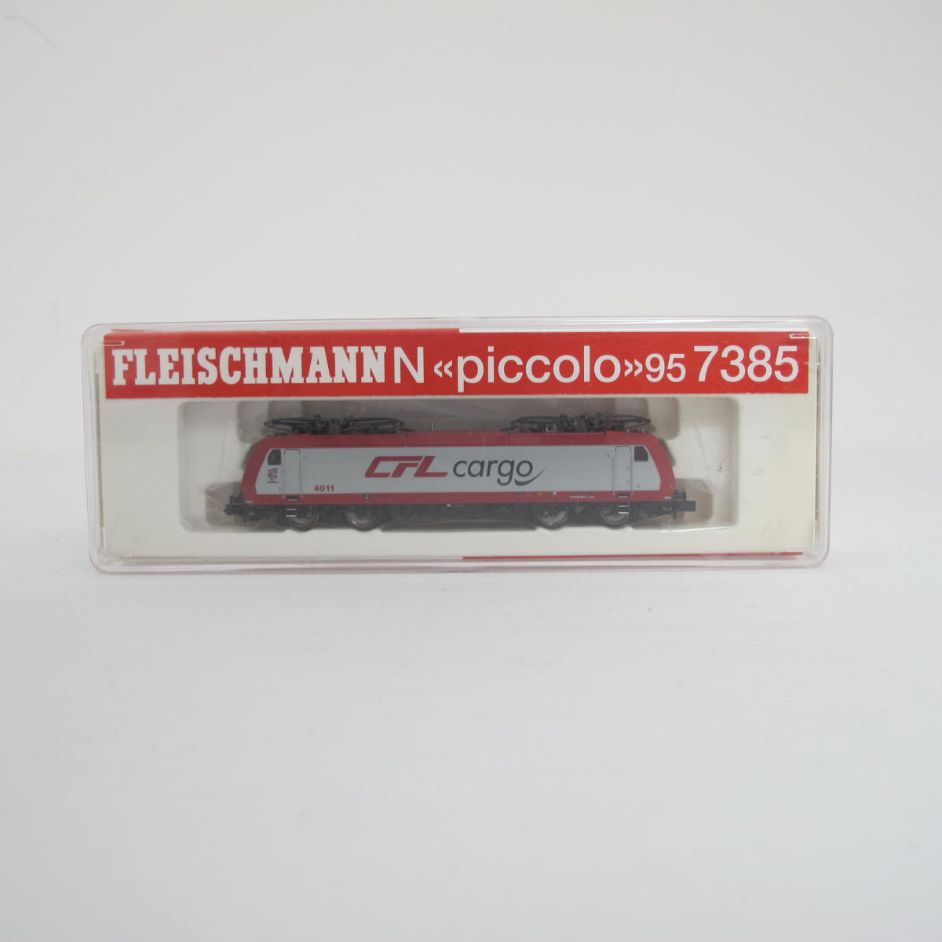 FLEISCHMANN N «piccolo» 95 7385
CFL cargo
4011